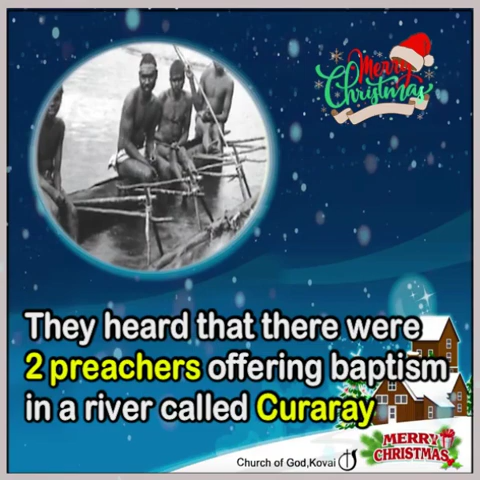 Merry
Christmas
They heard that there were
2 preachers offering baptism
in a river called Curaray
MERRY
CHRISTMAS
Church of God,Kovai